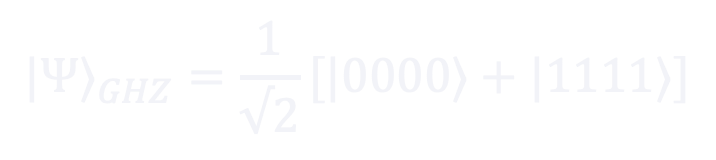 |Ψ⟩_GHZ = 1/√2 [|0000⟩ + |1111⟩]